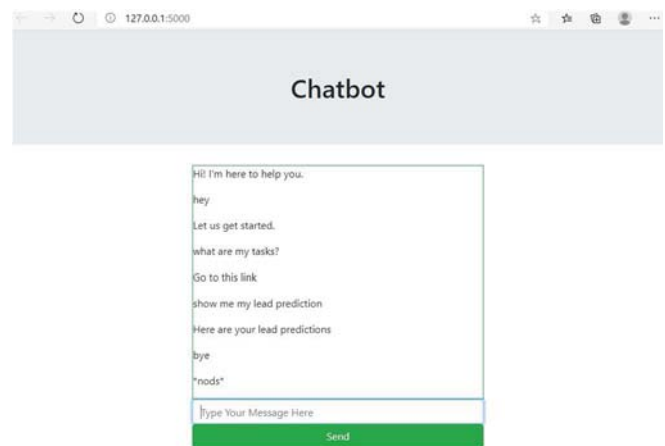 127.0.0.1:5000
Chatbot
Hi! I'm here to help you.
hey
Let us get started.
what are my tasks?
Go to this link
show me my lead prediction
Here are your lead predictions
bye
*nods*
Type Your Message Here
Send